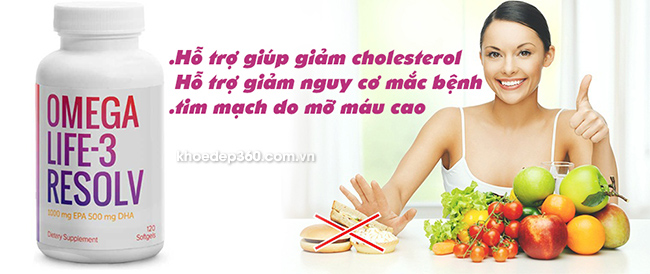 .Hỗ trợ giúp giảm cholesterol
Hỗ trợ giảm nguy cơ mắc bệnh
.tim mạch do mỡ máu cao
khoedep360.com.vn
OMEGA
LIFE-3
RESOLV
1000 mg EPA 500 mg DHA
Dietary Supplement
120
Softgels